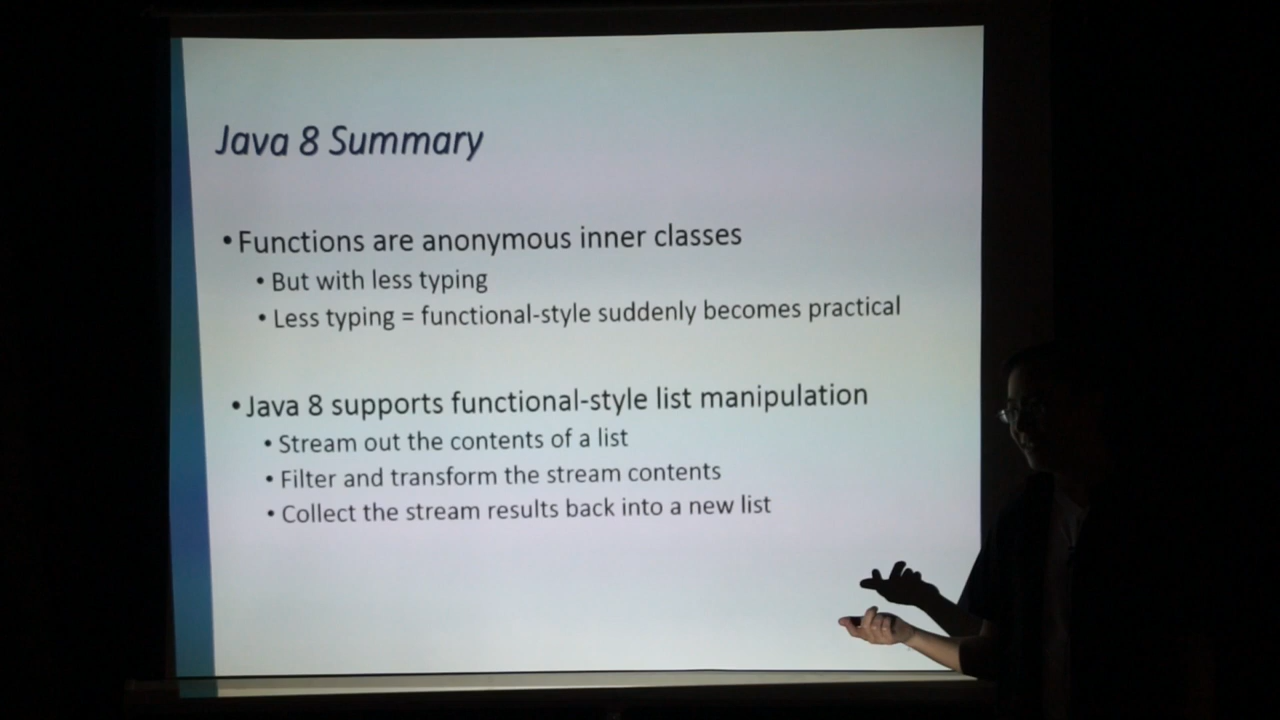 Java 8 Summary
• Functions are anonymous inner classes
• But with less typing
• Less typing = functional-style suddenly becomes practical
• Java 8 supports functional-style list manipulation
• Stream out the contents of a list
• Filter and transform the stream contents
• Collect the stream results back into a new list